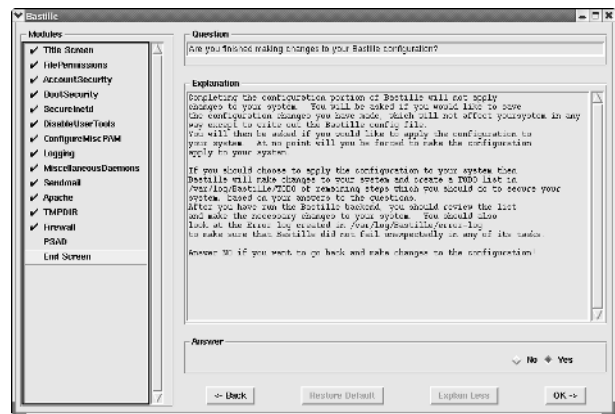 Bastille
Modules
Title Screen
FilePermissions
AccountSecurity
BootSecurity
SecureInetd
DisableUserTools
ConfigureMiscPAM
Logging
MiscellaneousDaemons
Sendmail
Apache
TMPDIR
Firewall
PSAD
End Screen
Question
Are you finished making changes to your Bastille configuration?
Explanation
Completing the configuration portion of Bastille will not apply
changes to your system. You will be asked if you would like to save
the configuration changes you have made, which will not affect yoursystem in any
way except to write out the Bastille config file.
You will then be asked if you would like to apply the configuration to
your system. At no point will you be forced to make the configuration
apply to your system
If you should choose to apply the configuration to your system then
Bastille will make changes to your system and create a TODO list in
/var/log/Bastille/TODO of remaining steps which you should do to secure your
system, based on your answers to the questions.
After you have run the Bastille backend, you should review the list
and make the necessary changes to your system. You should also
look at the Error log created in /var/log/Bastille/error-log
to make sure that Bastille did not fail unexpectedly in any of its tasks.
Answer NO if you want to go back and make changes to the configuration!
Answer
No Yes
<- Back Restore Default Explain Less OK ->